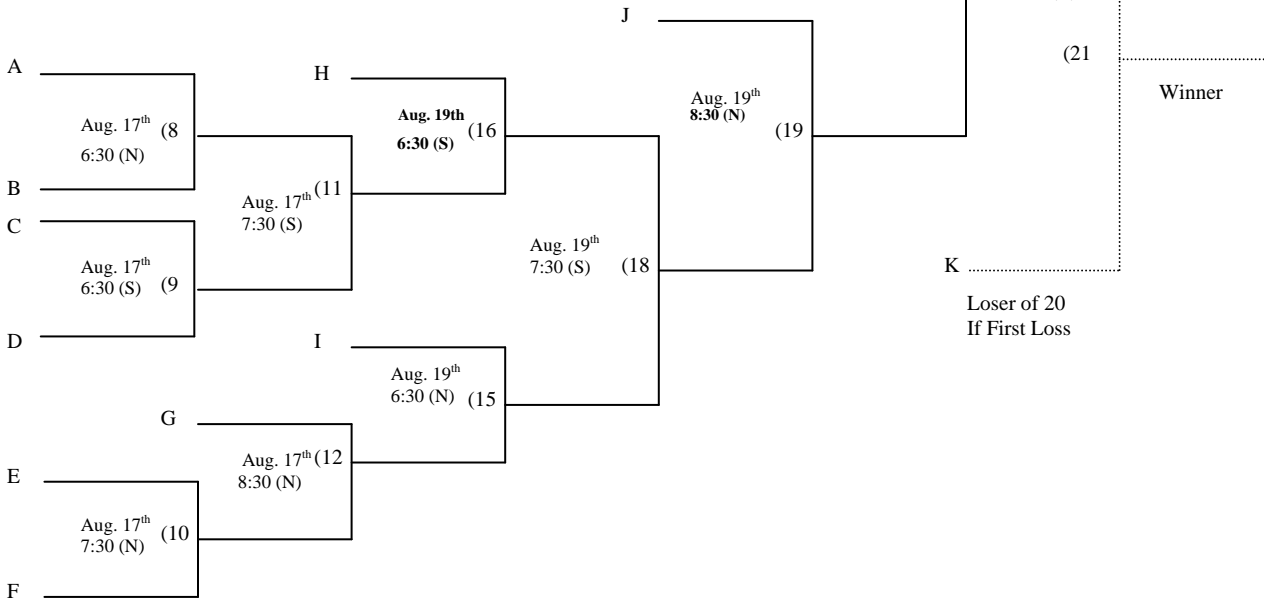 J
A
H
(21
Winner
Aug. 17th (8
6:30 (N)
Aug. 19th
6:30 (S) (16
Aug. 19th
8:30 (N)
(19
B
C
Aug. 17th (11
7:30 (S)
Aug. 17th
6:30 (S) (9
Aug. 19th
7:30 (S) (18
K
Loser of 20
If First Loss
D
I
Aug. 19th
6:30 (N) (15
G
Aug. 17th (12
8:30 (N)
E
Aug. 17th (10
7:30 (N)
F